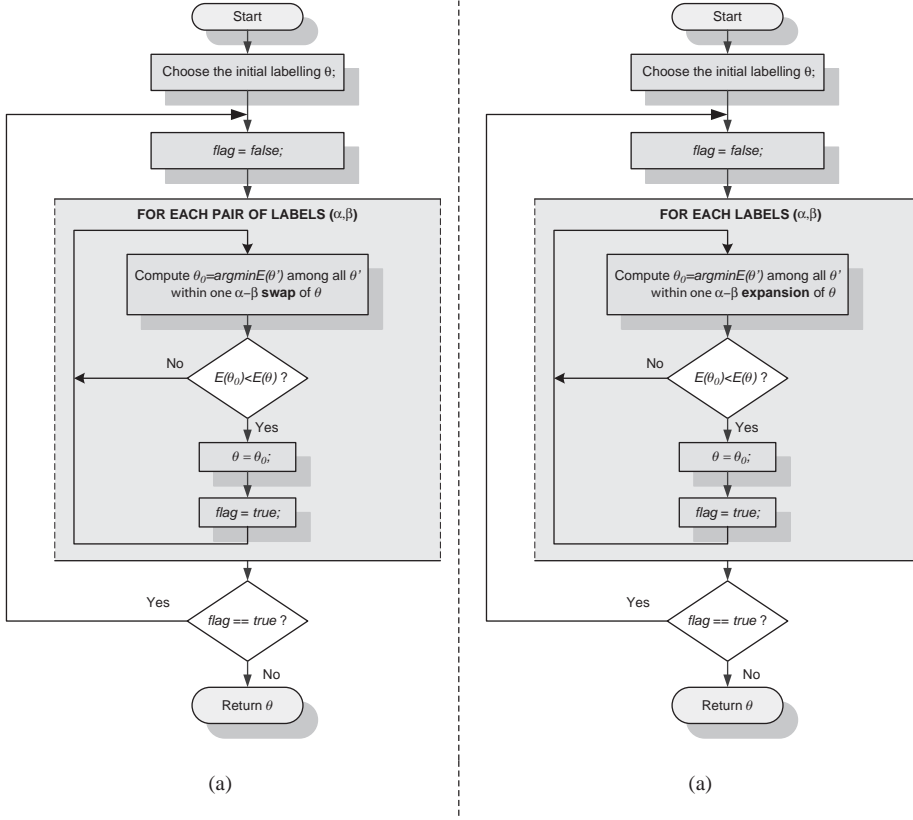 Start
Choose the initial labelling θ;
flag = false;
FOR EACH PAIR OF LABELS (α,β)
Compute θ0=argminE(θ') among all θ'
within one α−β swap of θ
No
E(θ0)<E(θ) ?
Yes
θ = θ0;
flag = true;
Yes
flag == true ?
No
Return θ
(a)
Start
Choose the initial labelling θ;
flag = false;
FOR EACH LABELS (α,β)
Compute θ0=argminE(θ') among all θ'
within one α−β expansion of θ
No
E(θ0)<E(θ) ?
Yes
θ = θ0;
flag = true;
Yes
flag == true ?
No
Return θ
(a)